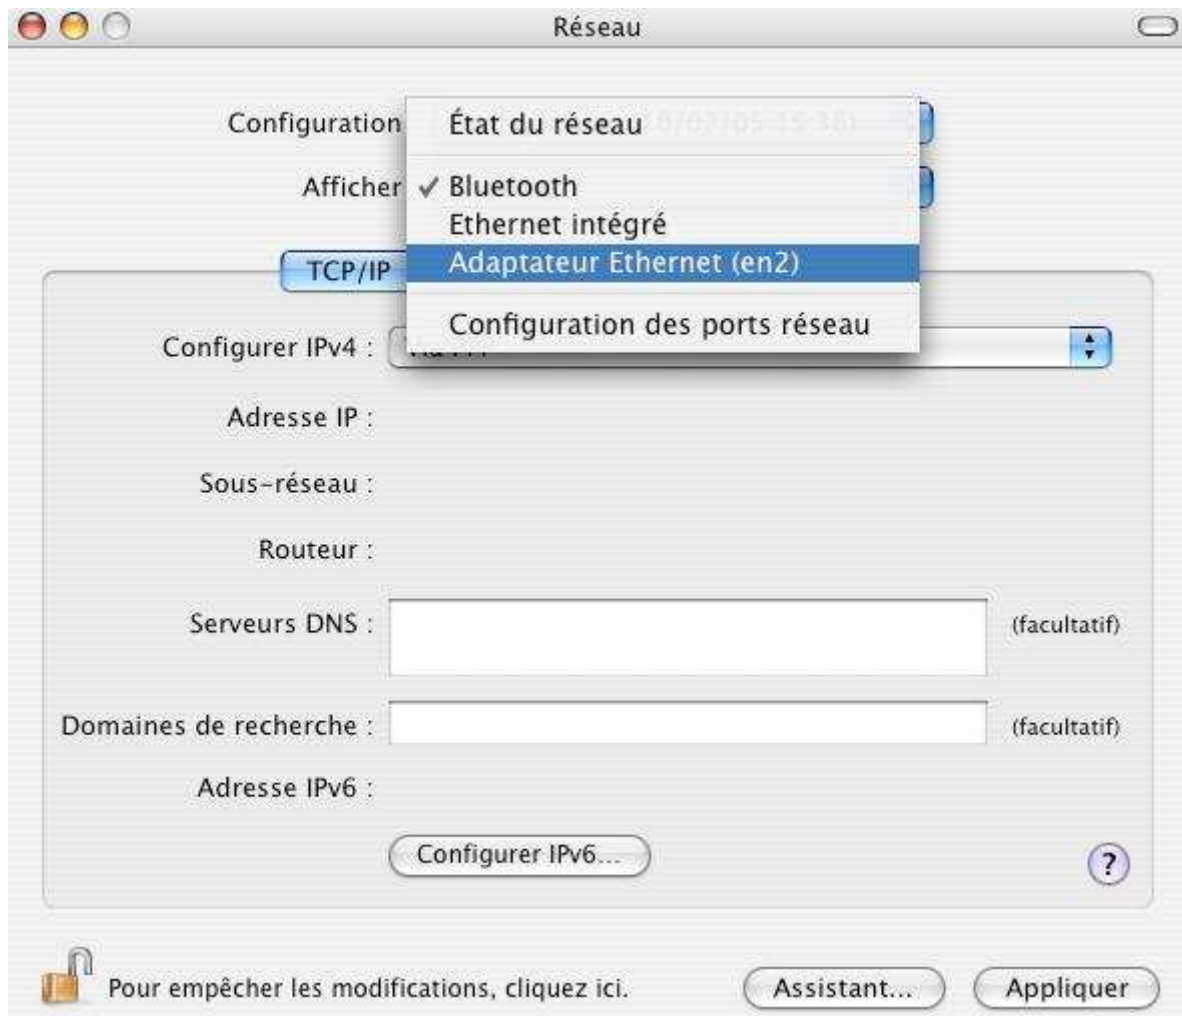 Réseau
Configuration
État du réseau
Afficher
✓ Bluetooth
Ethernet intégré
Adaptateur Ethernet (en2)
Configuration des ports réseau
TCP/IP
Configurer IPv4 :
Adresse IP :
Sous-réseau :
Routeur :
Serveurs DNS :
(facultatif)
Domaines de recherche :
(facultatif)
Adresse IPv6 :
Configurer IPv6...
?
Pour empêcher les modifications, cliquez ici.
Assistant...
Appliquer